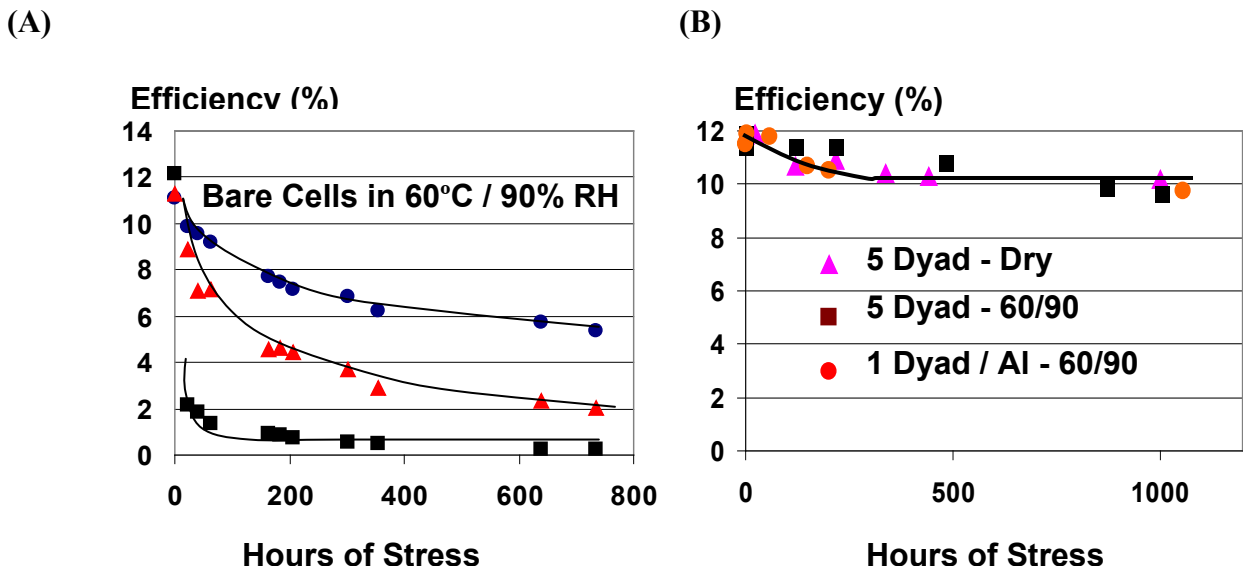 (A)
Efficiency (%)
14
12
10
8
6
4
2
0
Bare Cells in 60ºC / 90% RH
0 200 400 600 800
Hours of Stress
(B)
Efficiency (%)
12
10
8
6
4
2
0
5 Dyad - Dry
5 Dyad - 60/90
1 Dyad / Al - 60/90
0 500 1000
Hours of Stress